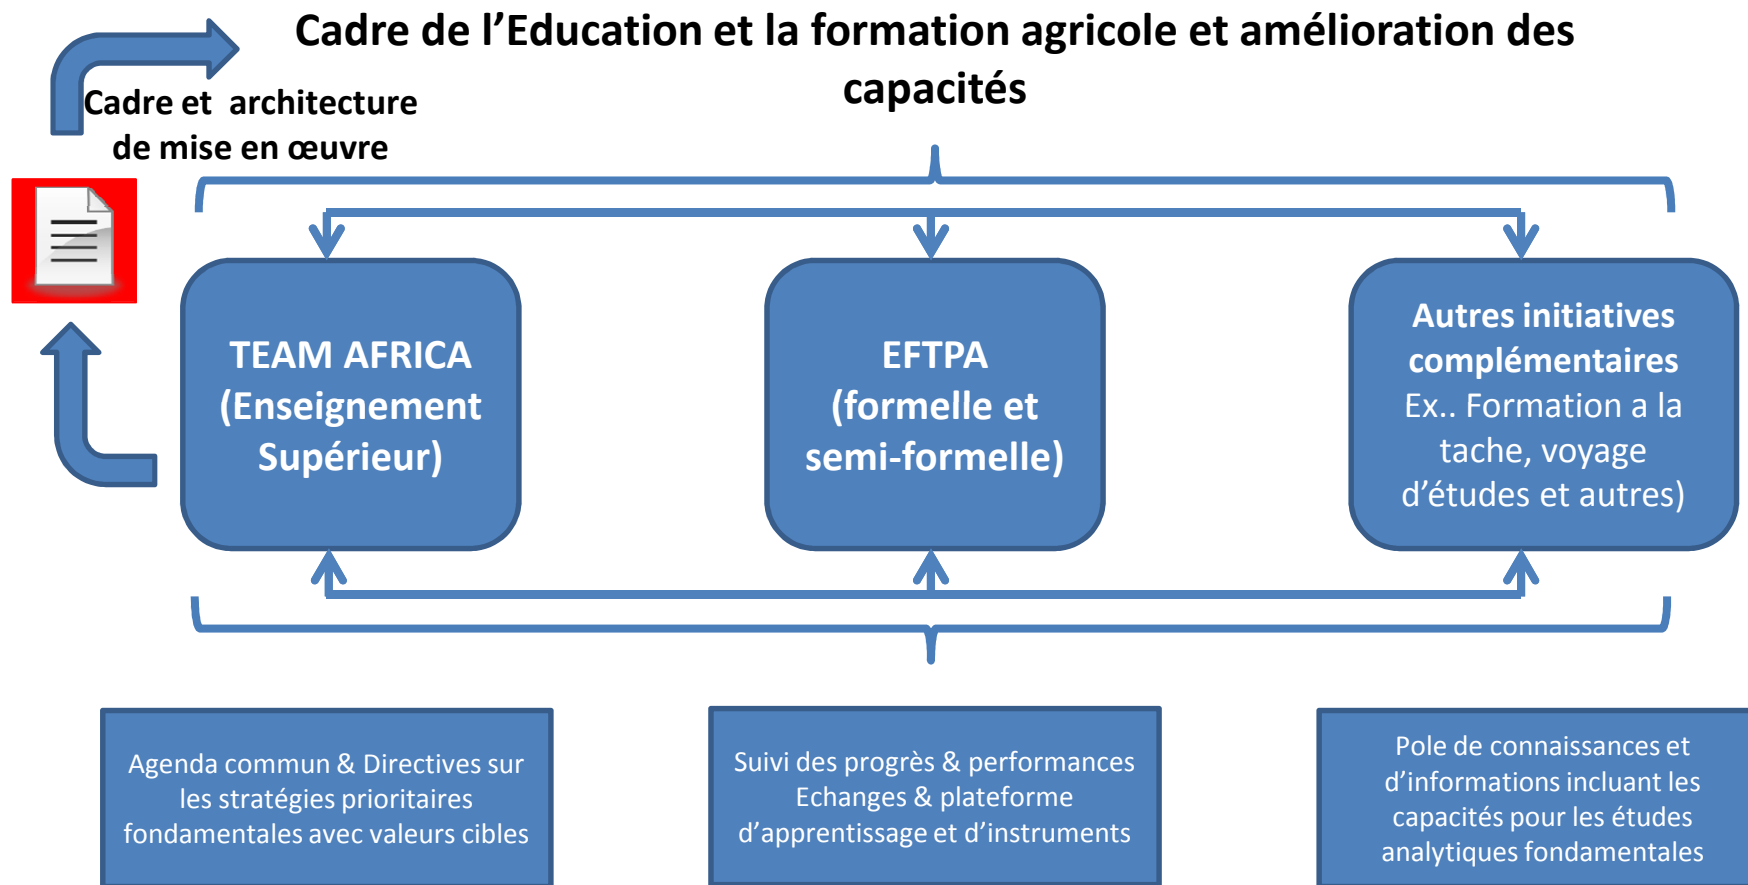 Cadre de l’Education et la formation agricole et amélioration des
capacités
Cadre et architecture
de mise en œuvre
TEAM AFRICA
(Enseignement
Supérieur)
EFTPA
(formelle et
semi-formelle)
Autres initiatives
complémentaires
Ex.. Formation a la
tache, voyage
d’études et autres)
Agenda commun & Directives sur
les stratégies prioritaires
fondamentales avec valeurs cibles
Suivi des progrès & performances
Echanges & plateforme
d’apprentissage et d’instruments
Pole de connaissances et
d’informations incluant les
capacités pour les études
analytiques fondamentales